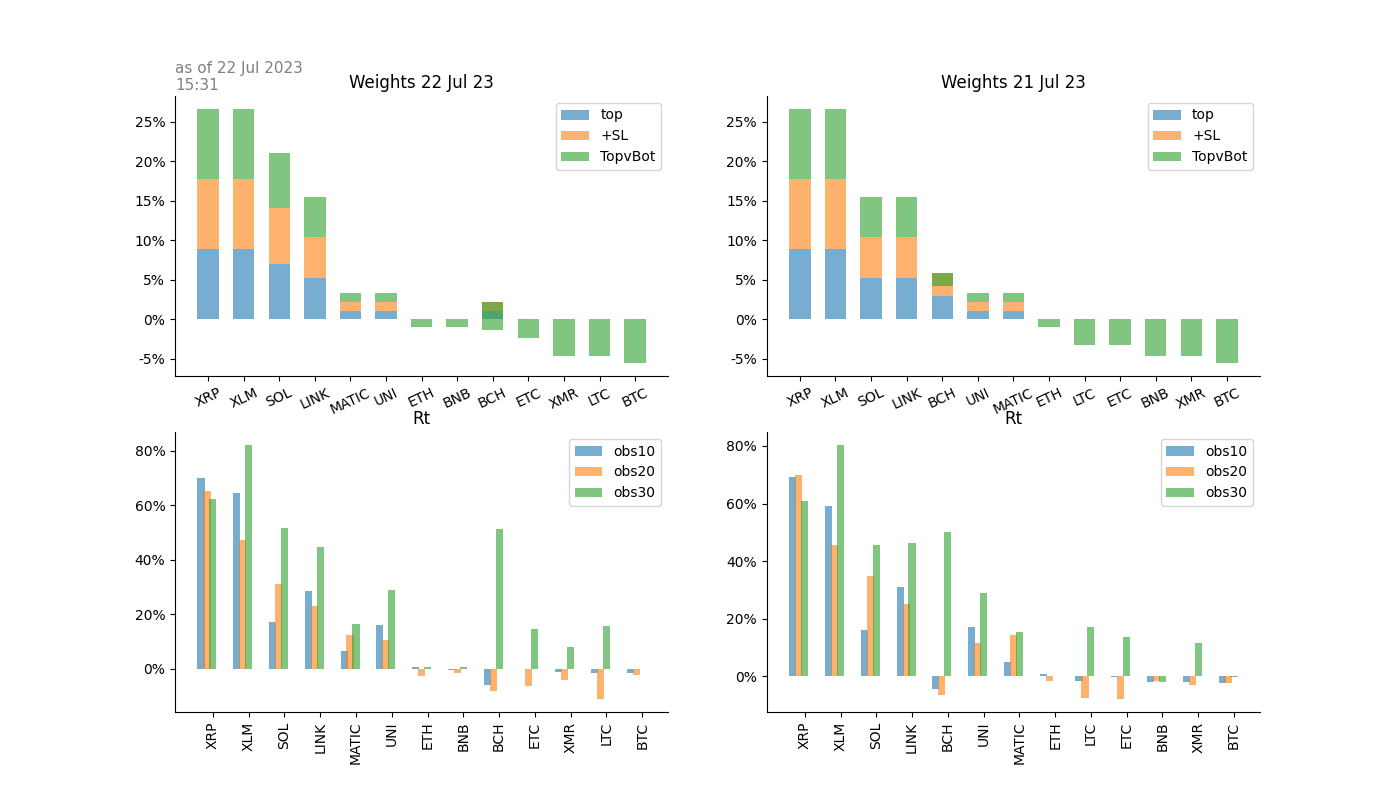 as of 22 Jul 2023
15:31
Weights 22 Jul 23
25%
20%
15%
10%
5%
0%
-5%
top
+SL
TopvBot
XRP XLM SOL LINK MATIC UNI ETH BNB BCH ETC XMR LTC BTC
Weights 21 Jul 23
25%
20%
15%
10%
5%
0%
-5%
top
+SL
TopvBot
XRP XLM SOL LINK BCH UNI MATIC ETH LTC ETC BNB XMR BTC
Rt
80%
60%
40%
20%
0%
obs10
obs20
obs30
XRP XLM SOL LINK MATIC UNI ETH BNB BCH ETC XMR LTC BTC
Rt
80%
60%
40%
20%
0%
obs10
obs20
obs30
XRP XLM SOL LINK BCH UNI MATIC ETH LTC ETC BNB XMR BTC